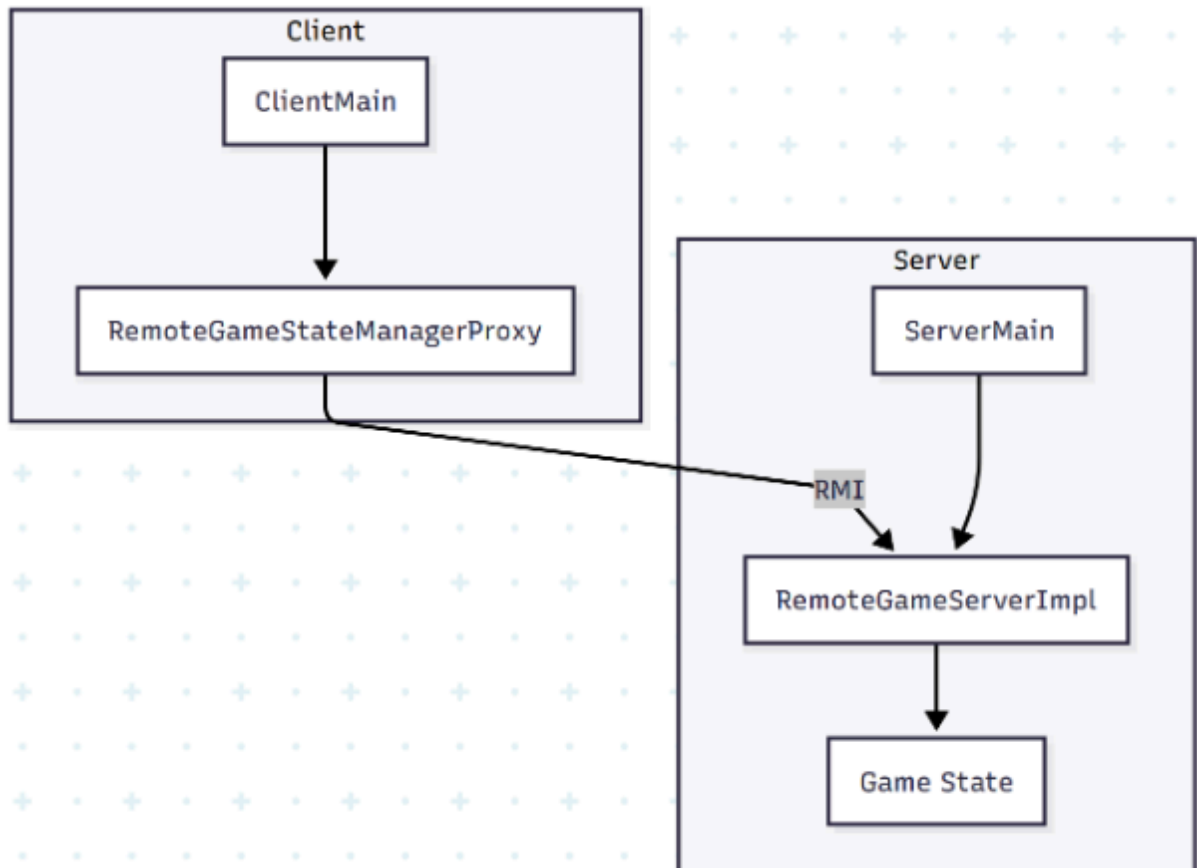 Client
ClientMain
RemoteGameStateManagerProxy
Server
ServerMain
RMI
RemoteGameServerImpl
Game State